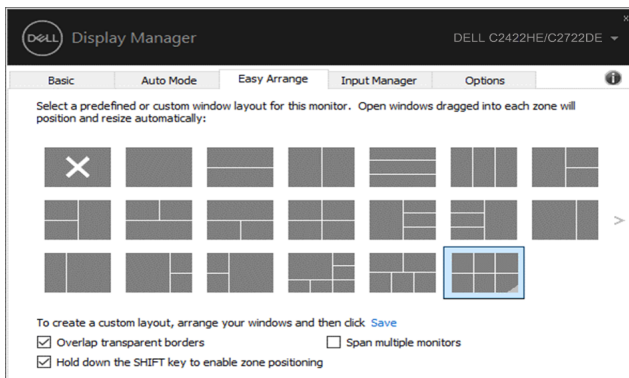 DELL Display Manager
DELL C2422HE/C2722DE
Basic Auto Mode Easy Arrange Input Manager Options
Select a predefined or custom window layout for this monitor. Open windows dragged into each zone will
position and resize automatically:
To create a custom layout, arrange your windows and then click Save
Overlap transparent borders Span multiple monitors
Hold down the SHIFT key to enable zone positioning